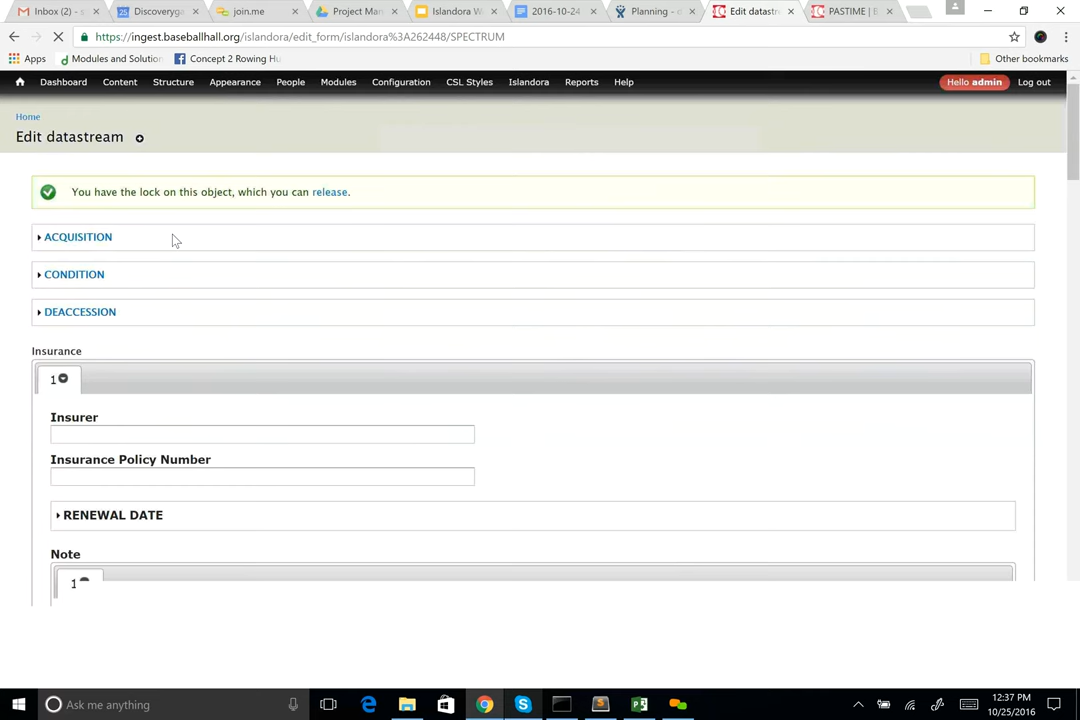 Inbox (2) - s
Discoveryga
join.me
Project Man
Islandora W
2016-10-24
Planning - d
Edit datastre
PASTIME | E
https://ingest.baseballhall.org/islandora/edit_form/islandora%3A262448/SPECTRUM
Apps
Modules and Solution
Concept 2 Rowing Hu
Other bookmarks
Dashboard
Content
Structure
Appearance
People
Modules
Configuration
CSL Styles
Islandora
Reports
Help
Hello admin
Log out
Home
Edit datastream
You have the lock on this object, which you can release.
ACQUISITION
CONDITION
DEACCESSION
Insurance
1
Insurer
Insurance Policy Number
RENEWAL DATE
Note
1
Ask me anything
12:37 PM
10/25/2016